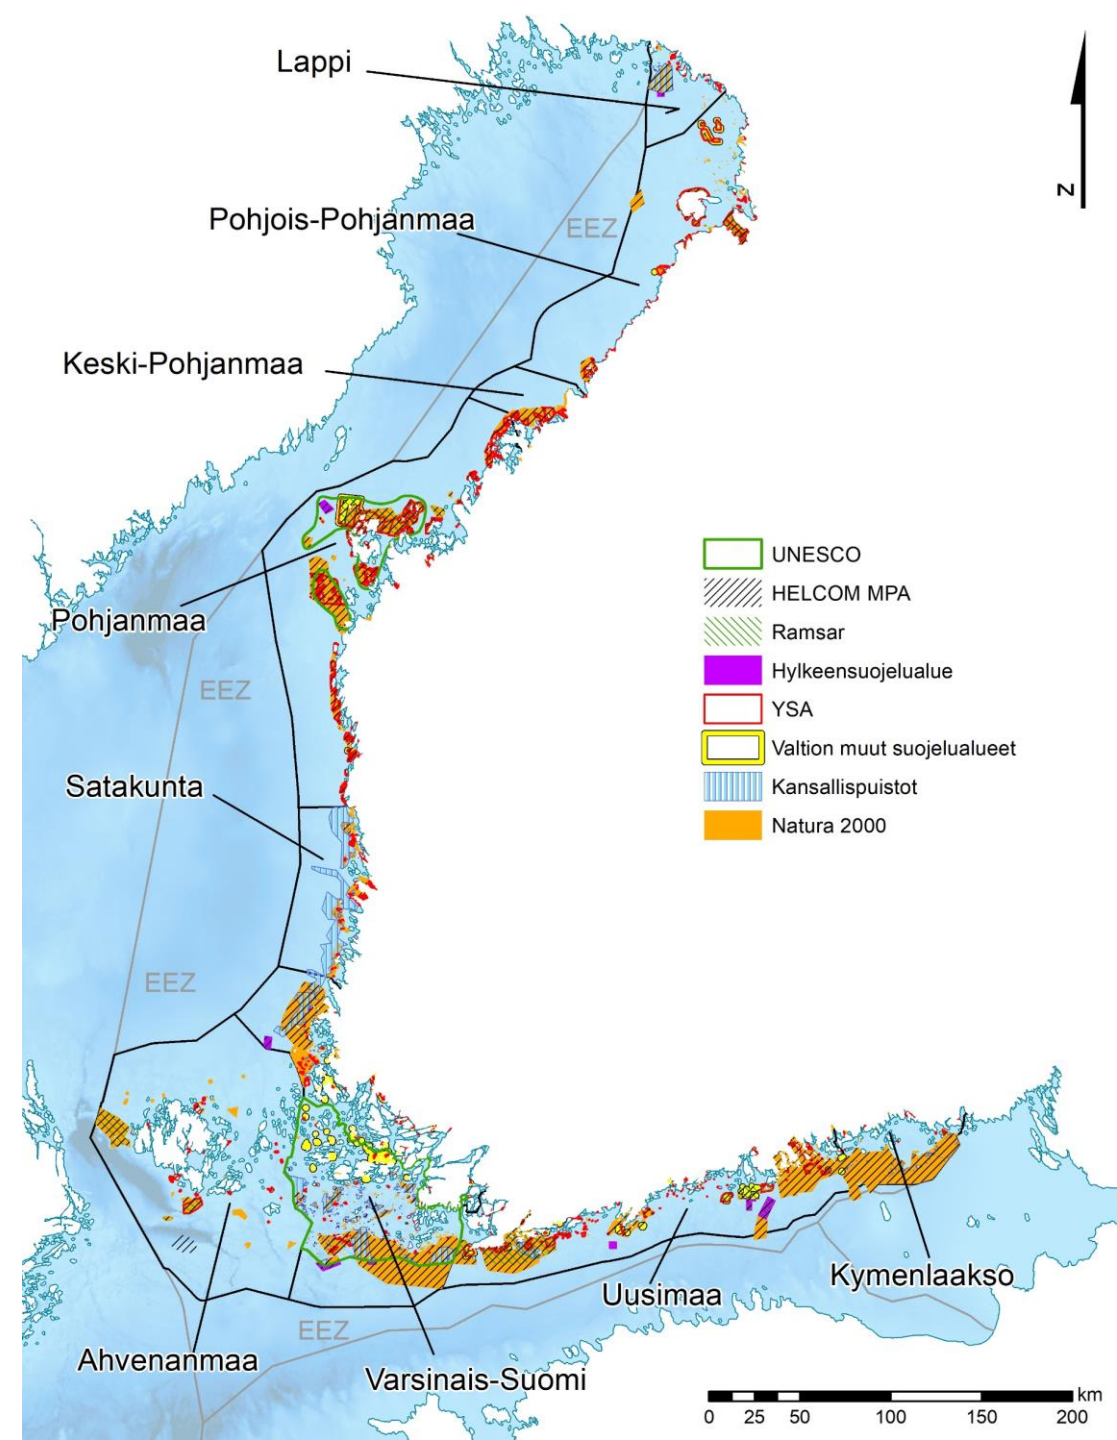 Lappi
N
Pohjois-Pohjanmaa
EEZ
Keski-Pohjanmaa
UNESCO
HELCOM MPA
Ramsar
Hylkeensuojelualue
YSA
Valtion muut suojelualueet
Kansallispuistot
Natura 2000
Pohjanmaa
EEZ
Satakunta
EEZ
Kymenlaakso
Uusimaa
EEZ
Ahvenanmaa
Varsinais-Suomi
km
0 25 50 100 150 200